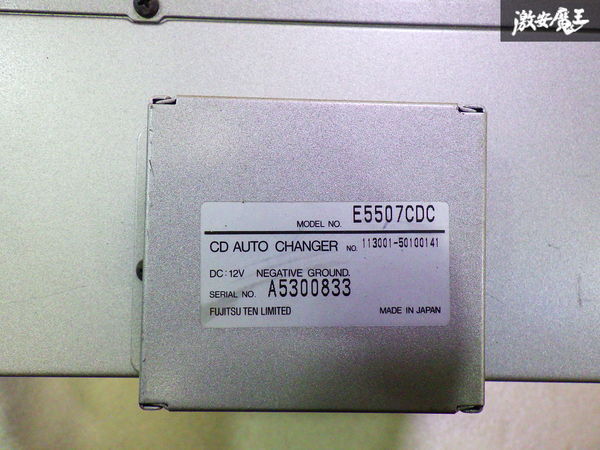 激安魔王
MODEL NO. E5507CDC
CD AUTO CHANGER NO. 113001-50100141
DC:12V NEGATIVE GROUND.
SERIAL NO. A5300833
FUJITSU TEN LIMITED MADE IN JAPAN